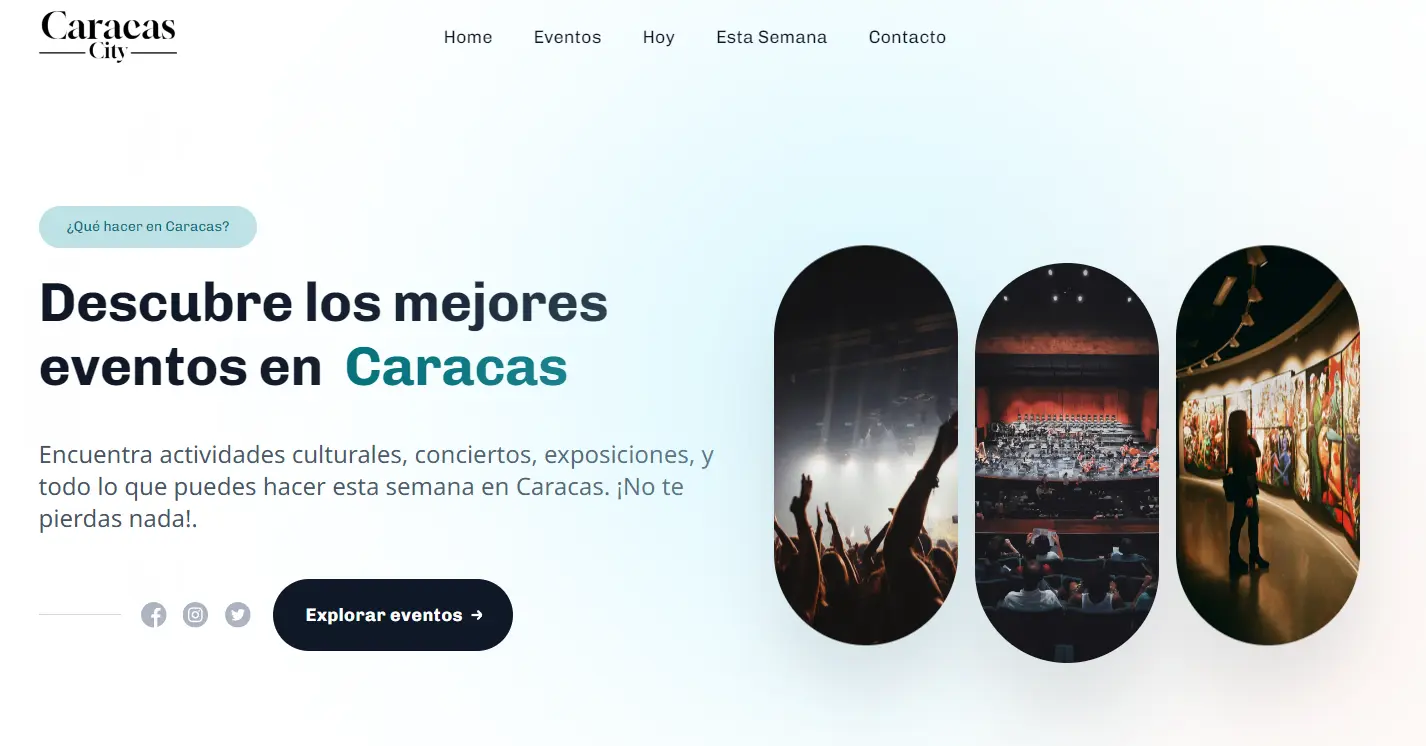 Caracas
City
Home Eventos Hoy Esta Semana Contacto
¿Qué hacer en Caracas?
Descubre los mejores
eventos en Caracas
Encuentra actividades culturales, conciertos, exposiciones, y
todo lo que puedes hacer esta semana en Caracas. ¡No te
pierdas nada!.
Explorar eventos →